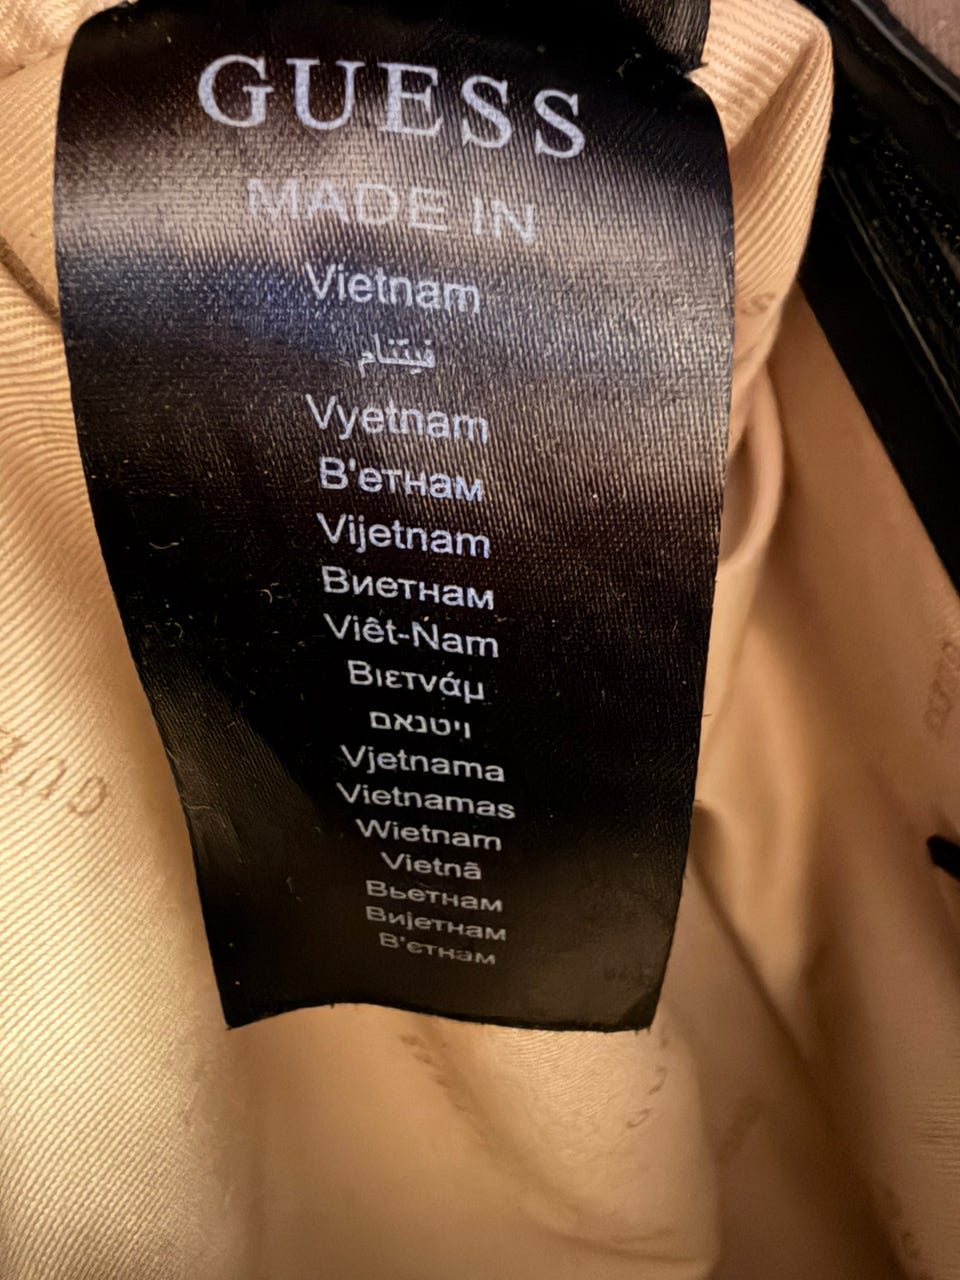 GUESS
MADE IN
Vietnam
فيتنام
Vyetnam
В'етнам
Vijetnam
Виетнам
Viêt-Nam
Βιετνάμ
וייטנאם
Vjetnama
Vietnamas
Wietnam
Vietnã
Вьетнам
Вијетнам
В'єтнам